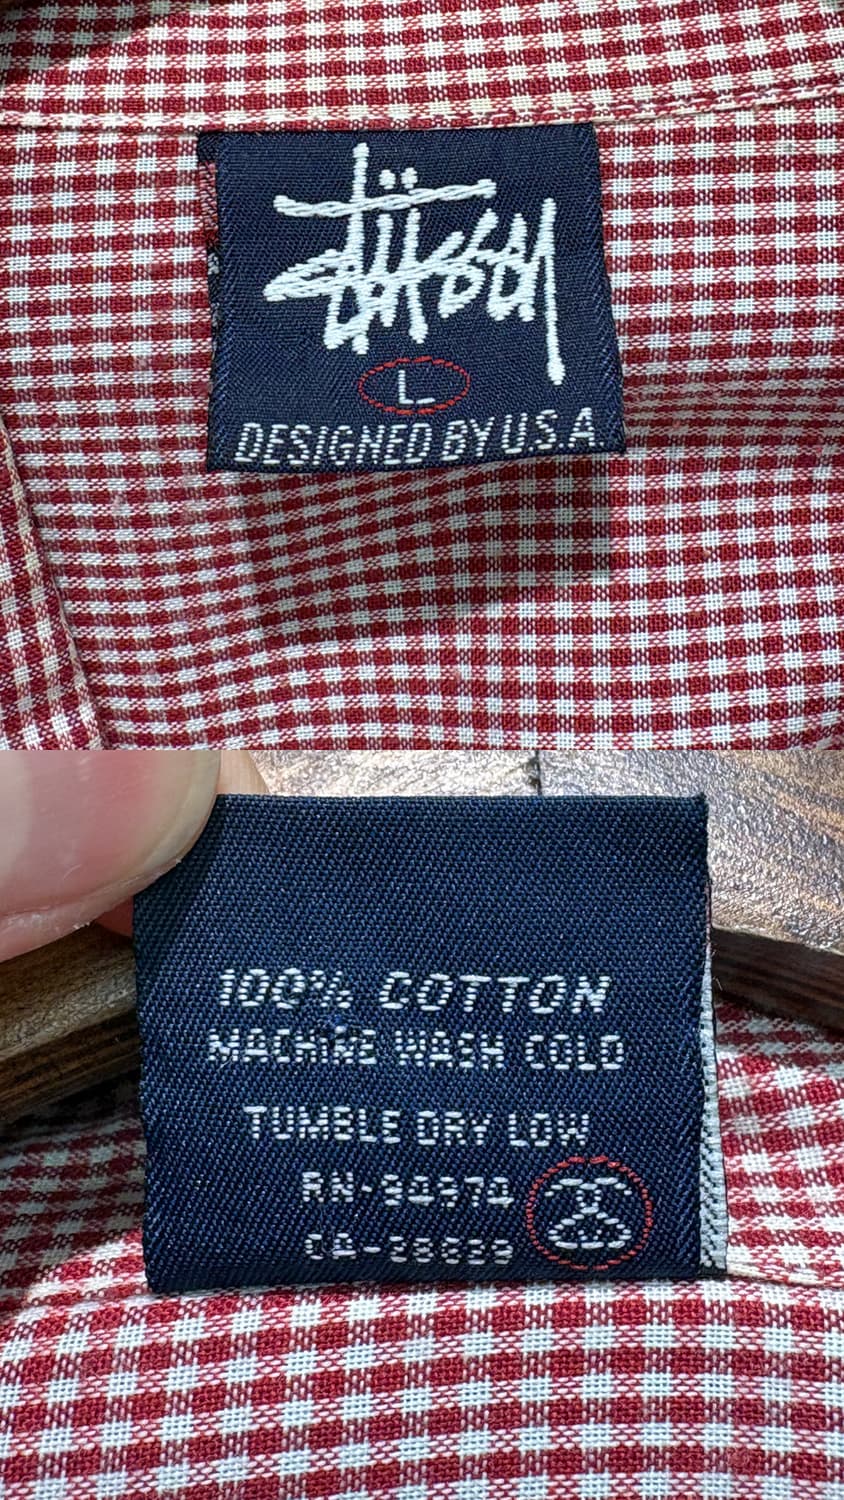 Stüssy
L
DESIGNED BY U.S.A.
100% COTTON
MACHINE WASH COLD
TUMBLE DRY LOW